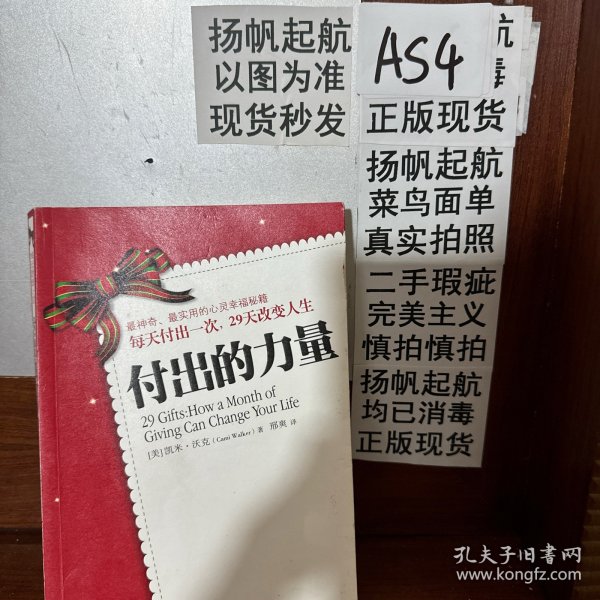 扬帆起航
以图为准
现货秒发
AS4
航
毒
正版现货
扬帆起航
菜鸟面单
真实拍照
二手瑕疵
完美主义
慎拍慎拍
扬帆起航
均已消毒
正版现货
最神奇、最实用的心灵幸福秘籍
每天付出一次，29天改变人生
付出的力量
29 Gifts:How a Month of
Giving Can Change Your Life
[美]凯米·沃克（Cami Walker）著 邢爽 译
孔夫子旧书网
www.kongfz.com